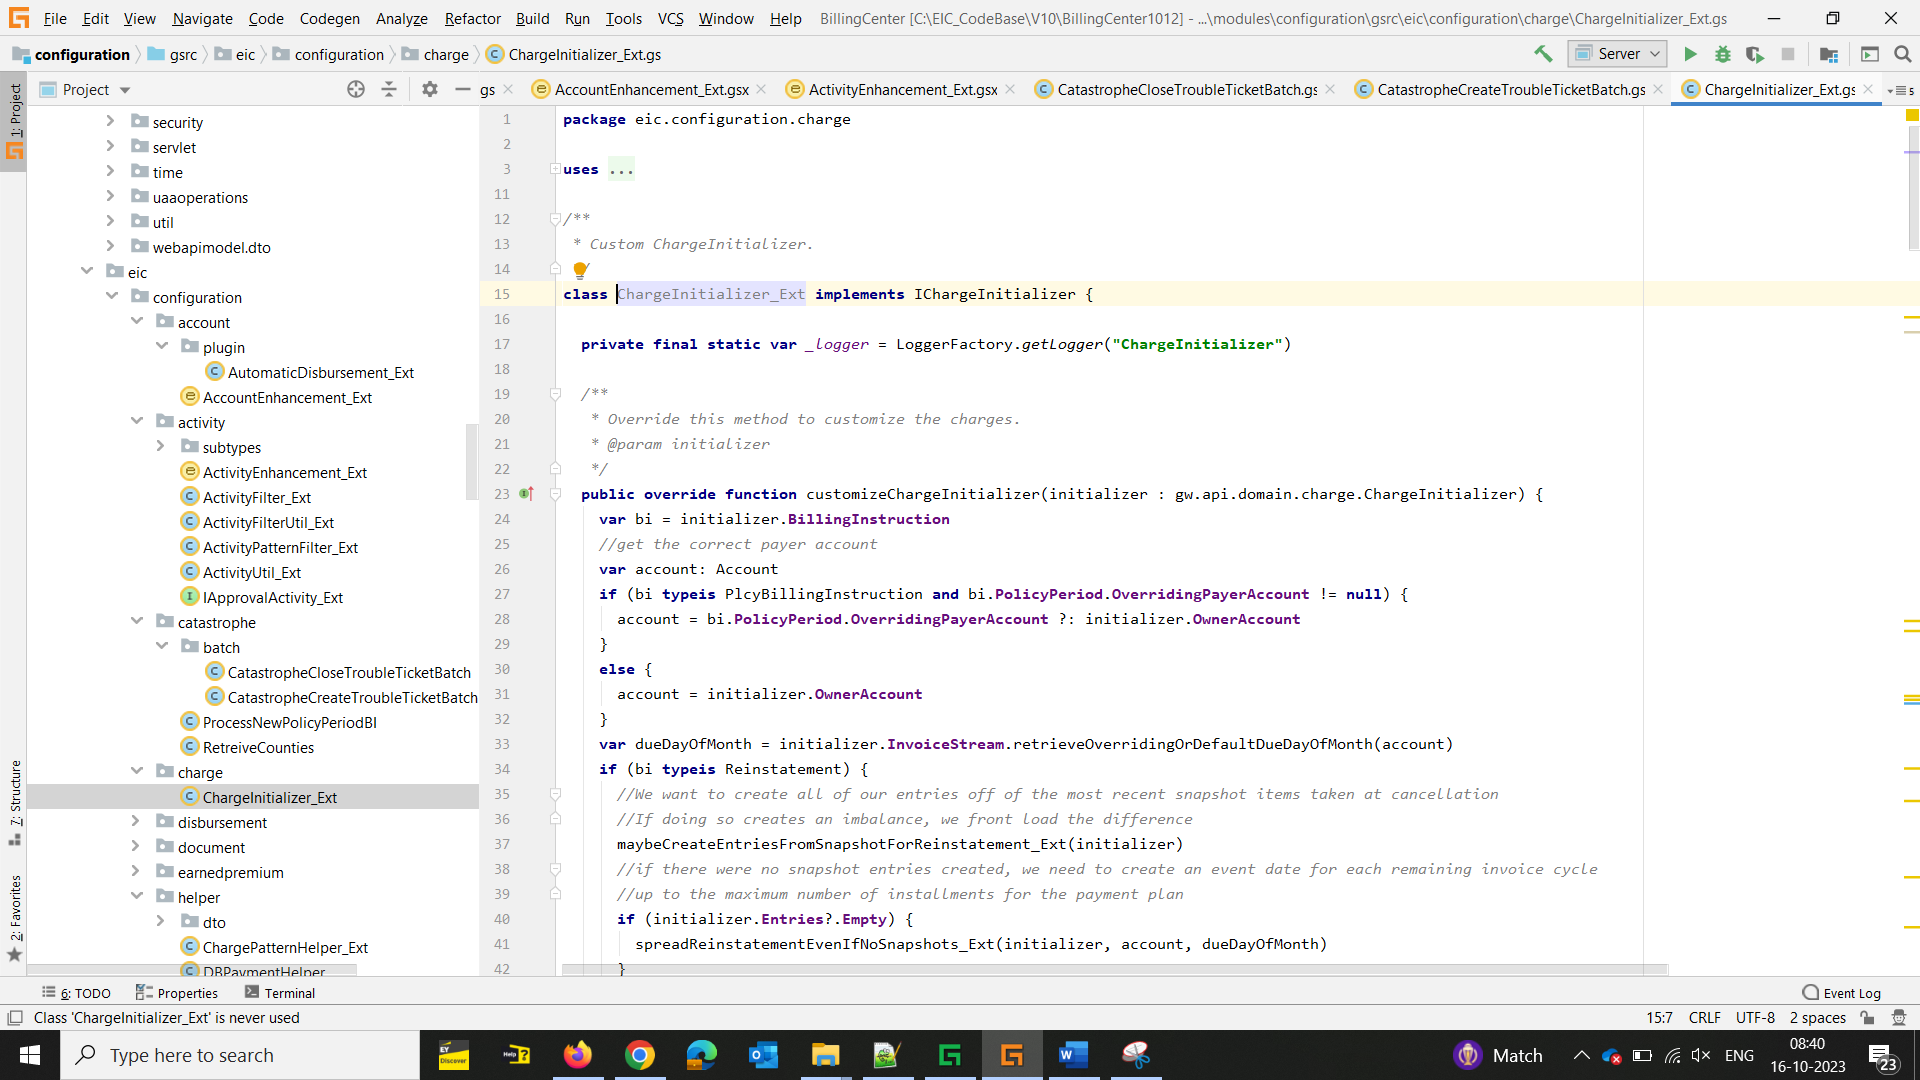 File Edit View Navigate Code Codegen Analyze Refactor Build Run Tools VCS Window Help BillingCenter [C:\EIC_CodeBase\V10\BillingCenter1012] - ...\modules\configuration\gsrc\eic\configuration\charge\ChargeInitializer_Ext.gs
configuration gsrc eic configuration charge ChargeInitializer_Ext.gs Server
Project gs AccountEnhancement_Ext.gsx ActivityEnhancement_Ext.gsx CatastropheCloseTroubleTicketBatch.gs CatastropheCreateTroubleTicketBatch.gs ChargeInitializer_Ext.gs 5
1: Project
7: Structure
2: Favorites
security
servlet
time
uaaoperations
util
webapimodel.dto
eic
configuration
account
plugin
AutomaticDisbursement_Ext
AccountEnhancement_Ext
activity
subtypes
ActivityEnhancement_Ext
ActivityFilter_Ext
ActivityFilterUtil_Ext
ActivityPatternFilter_Ext
ActivityUtil_Ext
IApprovalActivity_Ext
catastrophe
batch
CatastropheCloseTroubleTicketBatch
CatastropheCreateTroubleTicketBatch
ProcessNewPolicyPeriodBI
RetreiveCounties
charge
ChargeInitializer_Ext
disbursement
document
earnedpremium
helper
dto
ChargePatternHelper_Ext
DBPaymentHelper
1 package eic.configuration.charge
2
3 uses ...
11
12 /**
13 * Custom ChargeInitializer.
14 */
15 class ChargeInitializer_Ext implements IChargeInitializer {
16
17 private final static var _logger = LoggerFactory.getLogger("ChargeInitializer")
18
19 /**
20 * Override this method to customize the charges.
21 * @param initializer
22 */
23 public override function customizeChargeInitializer(initializer : gw.api.domain.charge.ChargeInitializer) {
24 var bi = initializer.BillingInstruction
25 //get the correct payer account
26 var account: Account
27 if (bi typeis PlcyBillingInstruction and bi.PolicyPeriod.OverridingPayerAccount != null) {
28 account = bi.PolicyPeriod.OverridingPayerAccount ?: initializer.OwnerAccount
29 }
30 else {
31 account = initializer.OwnerAccount
32 }
33 var dueDayOfMonth = initializer.InvoiceStream.retrieveOverridingOrDefaultDueDayOfMonth(account)
34 if (bi typeis Reinstatement) {
35 //We want to create all of our entries off of the most recent snapshot items taken at cancellation
36 //If doing so creates an imbalance, we front load the difference
37 maybeCreateEntriesFromSnapshotForReinstatement_Ext(initializer)
38 //if there were no snapshot entries created, we need to create an event date for each remaining invoice cycle
39 //up to the maximum number of installments for the payment plan
40 if (initializer.Entries?.Empty) {
41 spreadReinstatementEvenIfNoSnapshots_Ext(initializer, account, dueDayOfMonth)
42 }
6: TODO Properties Terminal Event Log
Class 'ChargeInitializer_Ext' is never used 15:7 CRLF UTF-8 2 spaces
Type here to search EY Discover Help ? Match ENG 08:40
16-10-2023 23